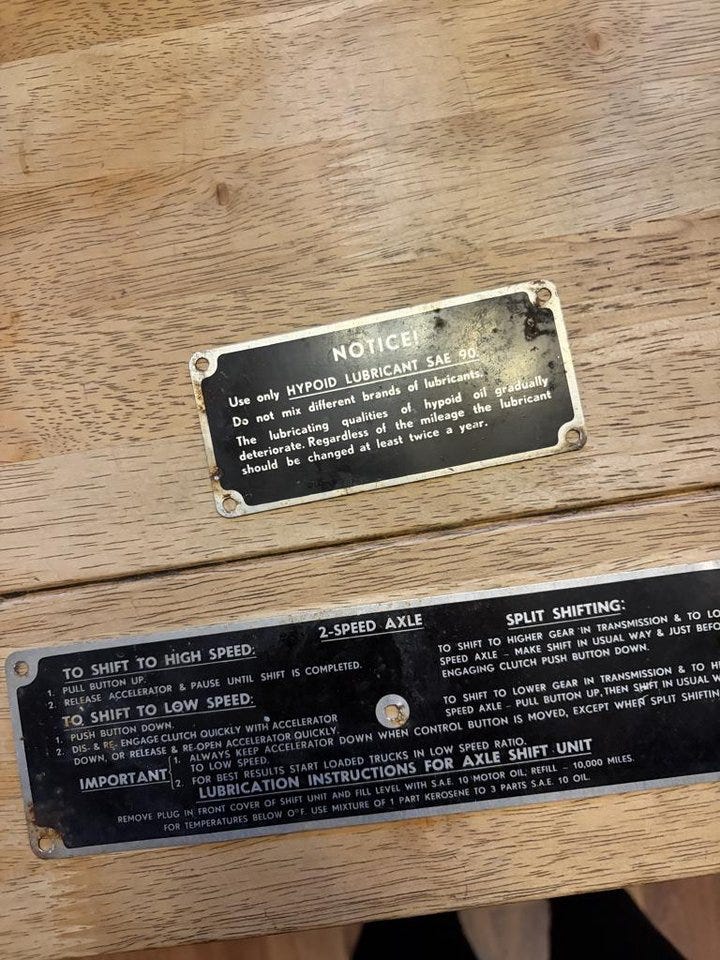 NOTICE!
Use only HYPOID LUBRICANT SAE 90.
Do not mix different brands of lubricants.
The lubricating qualities of hypoid oil gradually
deteriorate. Regardless of the mileage the lubricant
should be changed at least twice a year.
2-SPEED AXLE
TO SHIFT TO HIGH SPEED:
1. PULL BUTTON UP.
2. RELEASE ACCELERATOR & PAUSE UNTIL SHIFT IS COMPLETED.
TO SHIFT TO LOW SPEED:
1. PUSH BUTTON DOWN.
2. DIS- & RE- ENGAGE CLUTCH QUICKLY WITH ACCELERATOR
DOWN, OR RELEASE & RE-OPEN ACCELERATOR QUICKLY.
SPLIT SHIFTING:
TO SHIFT TO HIGHER GEAR IN TRANSMISSION & TO LO
SPEED AXLE - MAKE SHIFT IN USUAL WAY & JUST BEFO
ENGAGING CLUTCH PUSH BUTTON DOWN.
TO SHIFT TO LOWER GEAR IN TRANSMISSION & TO HI
SPEED AXLE - PULL BUTTON UP, THEN SHIFT IN USUAL W
IMPORTANT
1. ALWAYS KEEP ACCELERATOR DOWN WHEN CONTROL BUTTON IS MOVED, EXCEPT WHEN SPLIT SHIFTIN
TO LOW SPEED.
2. FOR BEST RESULTS START LOADED TRUCKS IN LOW SPEED RATIO.
LUBRICATION INSTRUCTIONS FOR AXLE SHIFT UNIT
REMOVE PLUG IN FRONT COVER OF SHIFT UNIT AND FILL LEVEL WITH S.A.E. 10 MOTOR OIL, REFILL - 10,000 MILES.
FOR TEMPERATURES BELOW 0°F. USE MIXTURE OF 1 PART KEROSENE TO 3 PARTS S.A.E. 10 OIL.